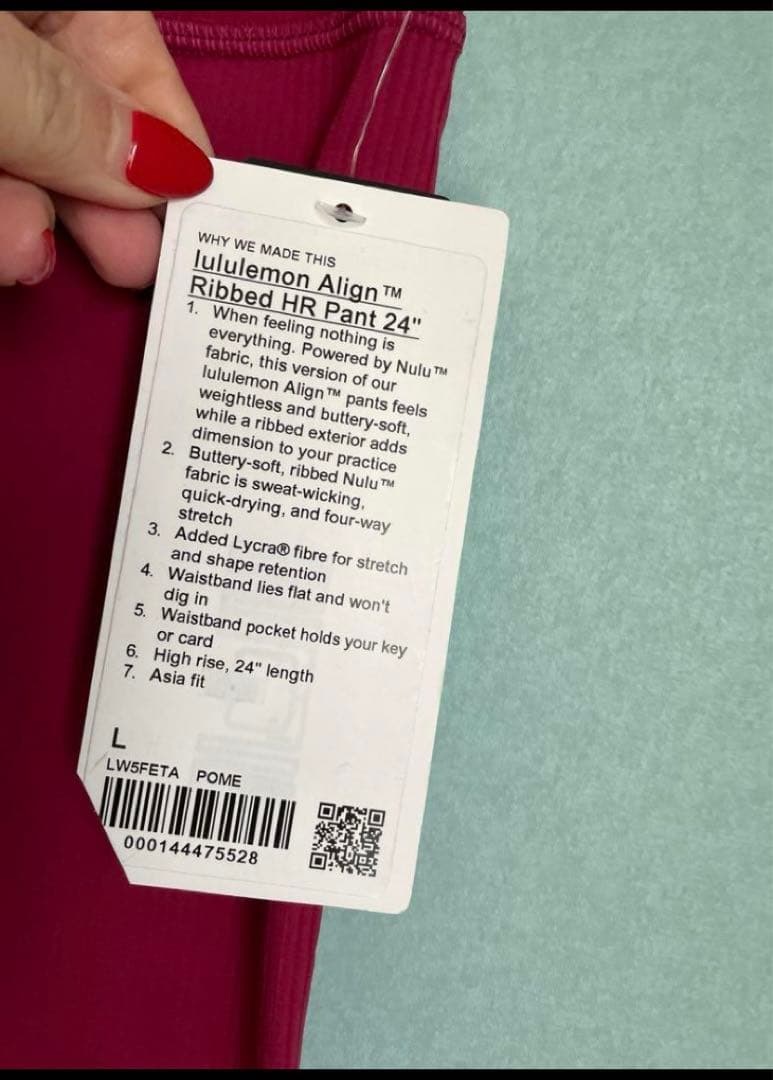 WHY WE MADE THIS
lululemon Align™
Ribbed HR Pant 24"
1. When feeling nothing is
everything. Powered by Nulu™
fabric, this version of our
lululemon Align™ pants feels
weightless and buttery-soft,
while a ribbed exterior adds
dimension to your practice
2. Buttery-soft, ribbed Nulu™
fabric is sweat-wicking,
quick-drying, and four-way
stretch
3. Added Lycra® fibre for stretch
and shape retention
4. Waistband lies flat and won't
dig in
5. Waistband pocket holds your key
or card
6. High rise, 24" length
7. Asia fit
L
LW5FETA POME
000144475528